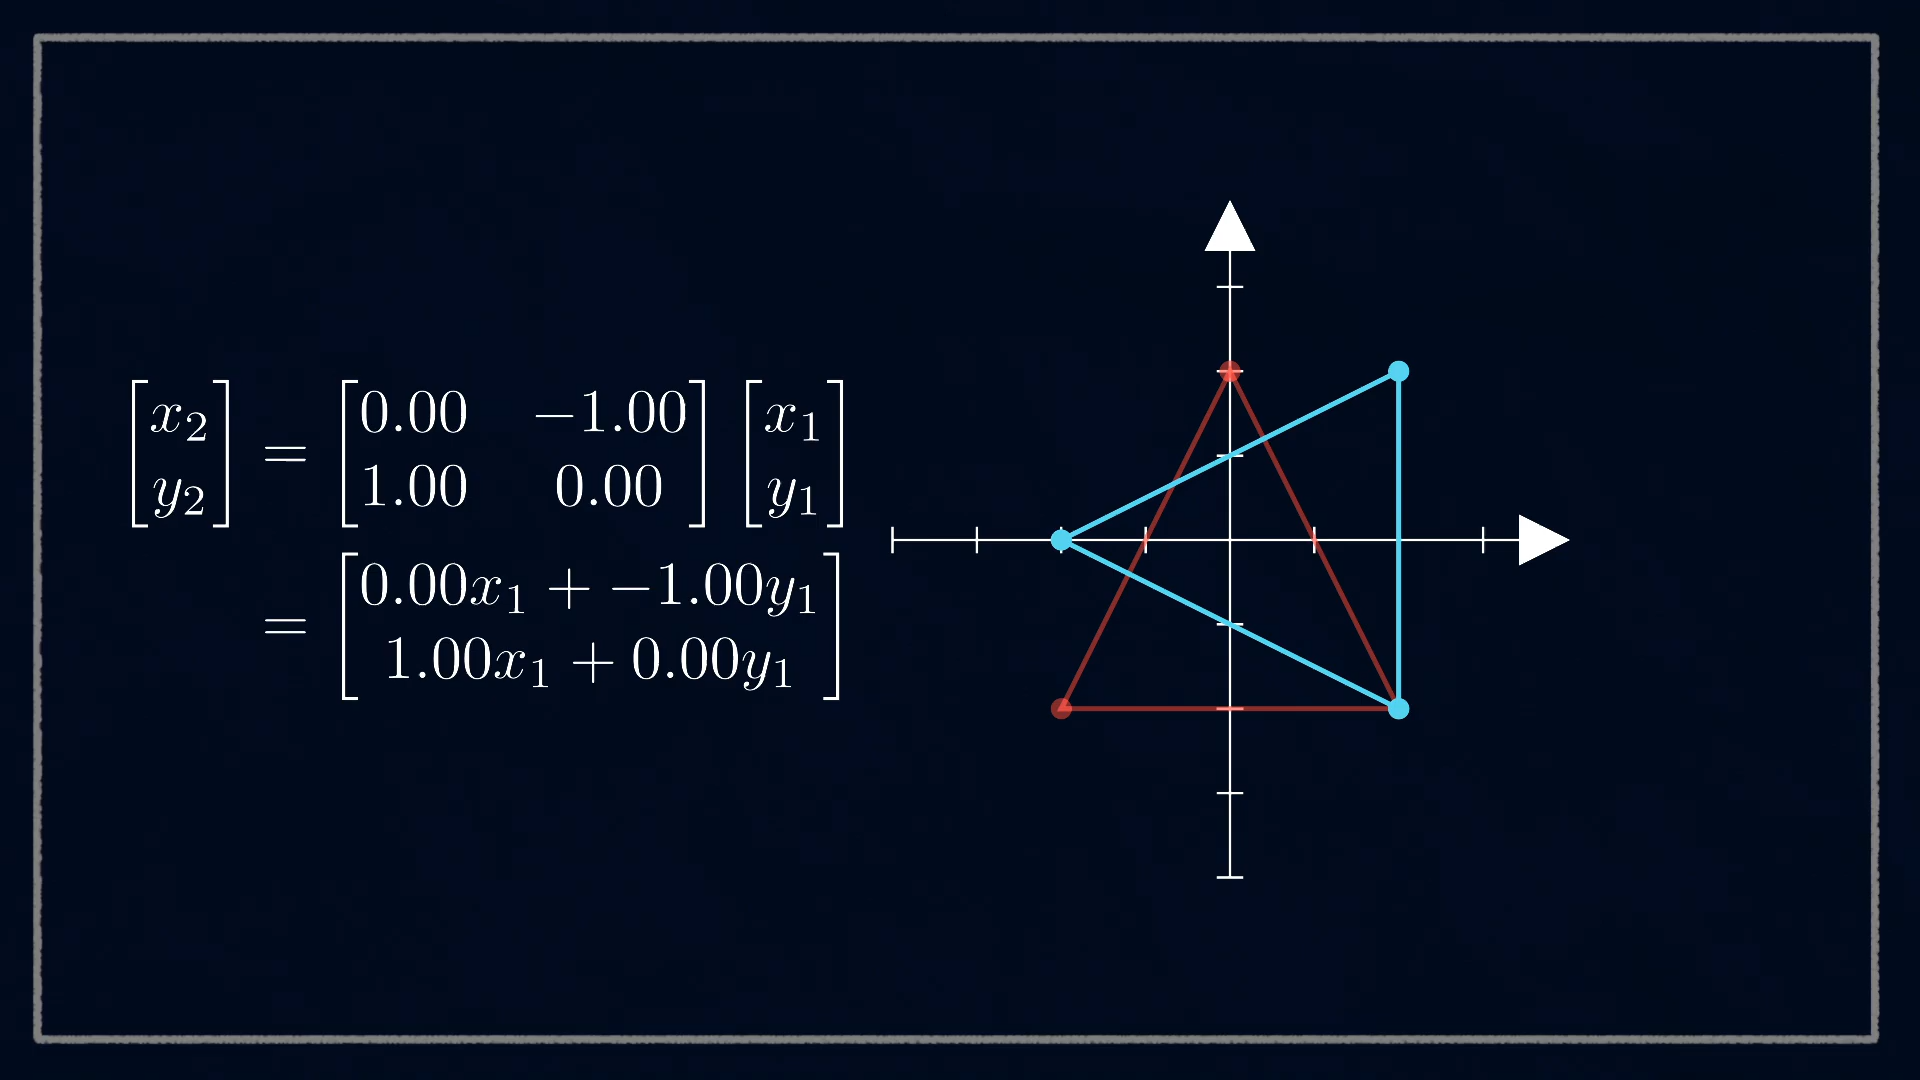 [x₂ y₂] = [0.00 −1.00 1.00 0.00] [x₁ y₁]
= [0.00x₁ + −1.00y₁ 1.00x₁ + 0.00y₁]